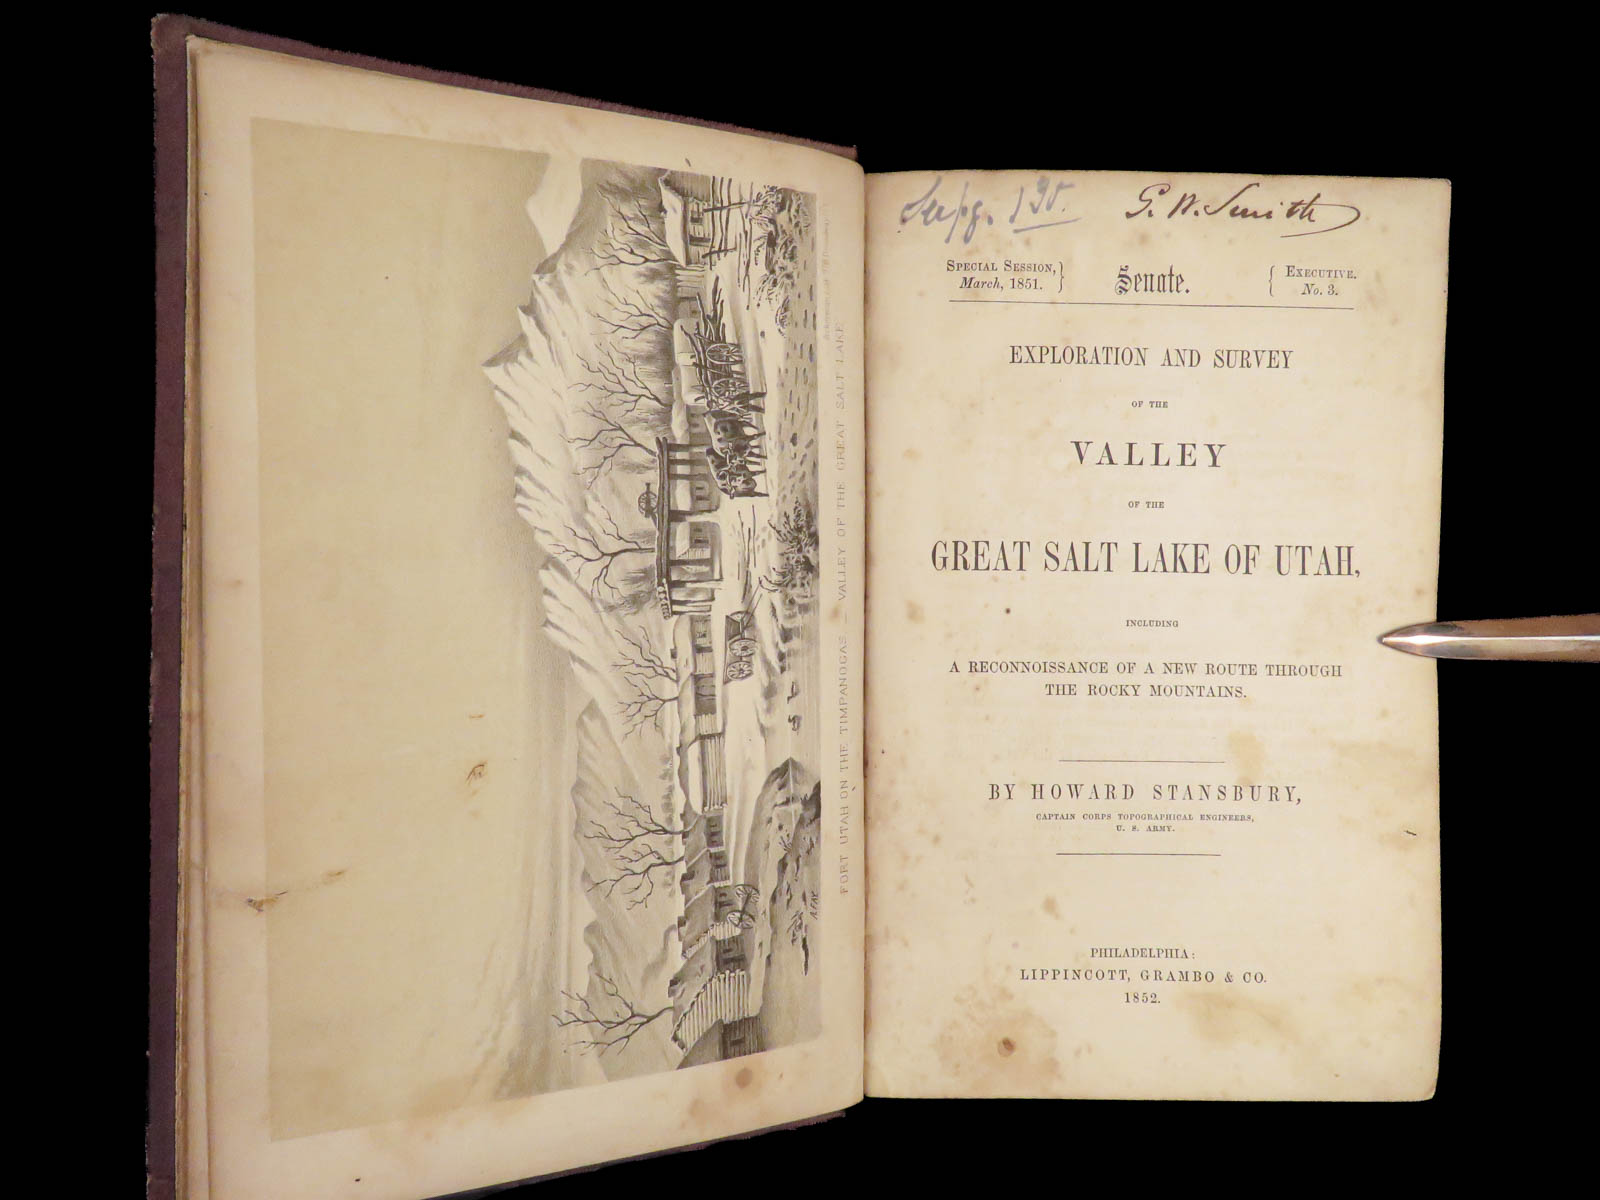 FORT UTAH ON THE TIMPANOGAS _ VALLEY OF THE GREAT SALT LAKE
A. FAY
130. G. W. Smith
SPECIAL SESSION, } Senate. { EXECUTIVE.
March, 1851. No. 3.
EXPLORATION AND SURVEY
OF THE
VALLEY
OF THE
GREAT SALT LAKE OF UTAH,
INCLUDING
A RECONNOISSANCE OF A NEW ROUTE THROUGH
THE ROCKY MOUNTAINS.
BY HOWARD STANSBURY,
CAPTAIN CORPS TOPOGRAPHICAL ENGINEERS,
U. S. ARMY.
PHILADELPHIA:
LIPPINCOTT, GRAMBO & CO.
1852.